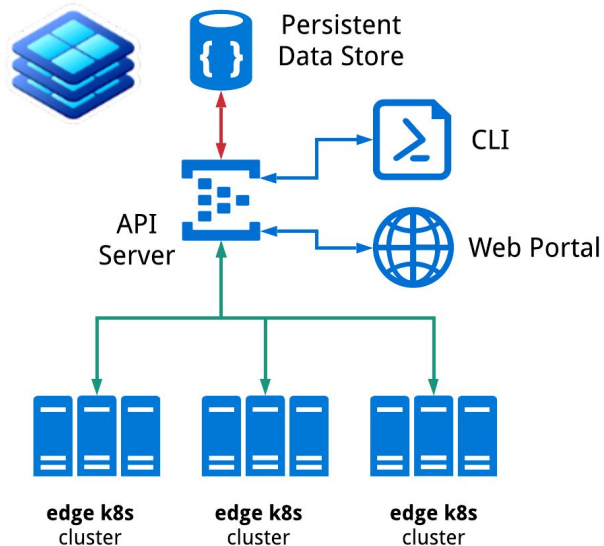 Persistent
Data Store
{ }
CLI
API
Server
Web Portal
edge k8s
cluster
edge k8s
cluster
edge k8s
cluster